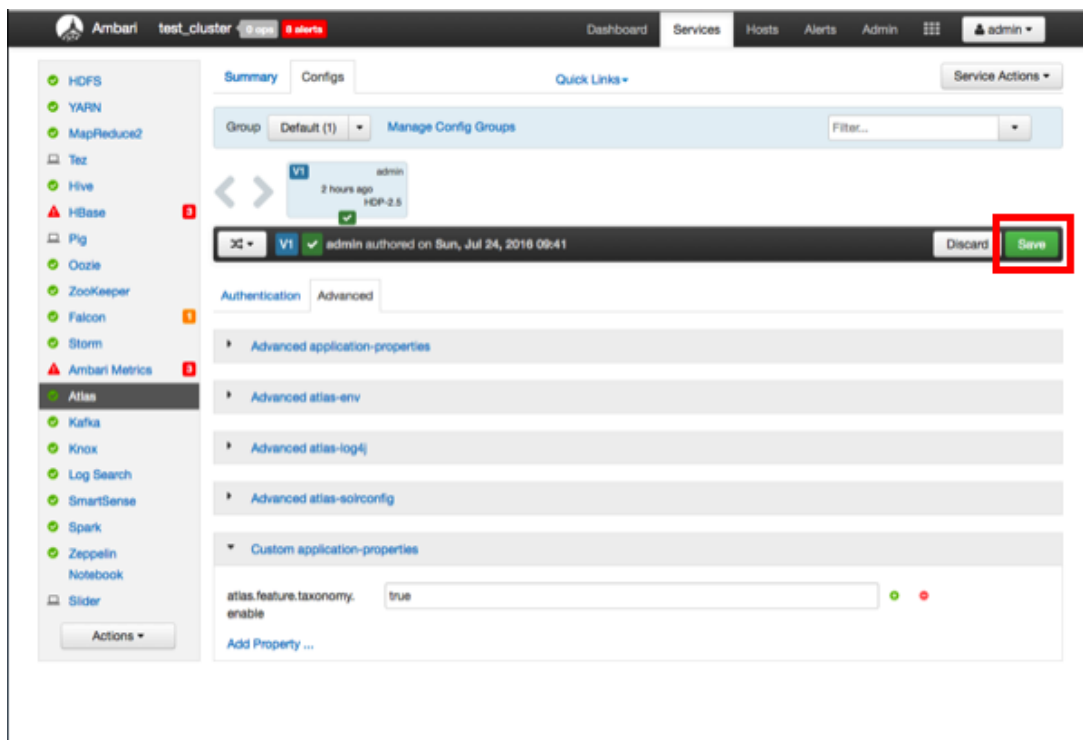 Ambari test_cluster 0 ops 8 alerts Dashboard Services Hosts Alerts Admin admin
HDFS
YARN
MapReduce2
Tez
Hive
HBase 3
Pig
Oozie
ZooKeeper
Falcon 1
Storm
Ambari Metrics 3
Atlas
Kafka
Knox
Log Search
SmartSense
Spark
Zeppelin
Notebook
Slider
Actions
Summary Configs Quick Links Service Actions
Group Default (1) Manage Config Groups Filter...
V1 admin
2 hours ago
HDP-2.5
V1 admin authored on Sun, Jul 24, 2016 09:41 Discard Save
Authentication Advanced
Advanced application-properties
Advanced atlas-env
Advanced atlas-log4j
Advanced atlas-solrconfig
Custom application-properties
atlas.feature.taxonomy. true
enable
Add Property ...